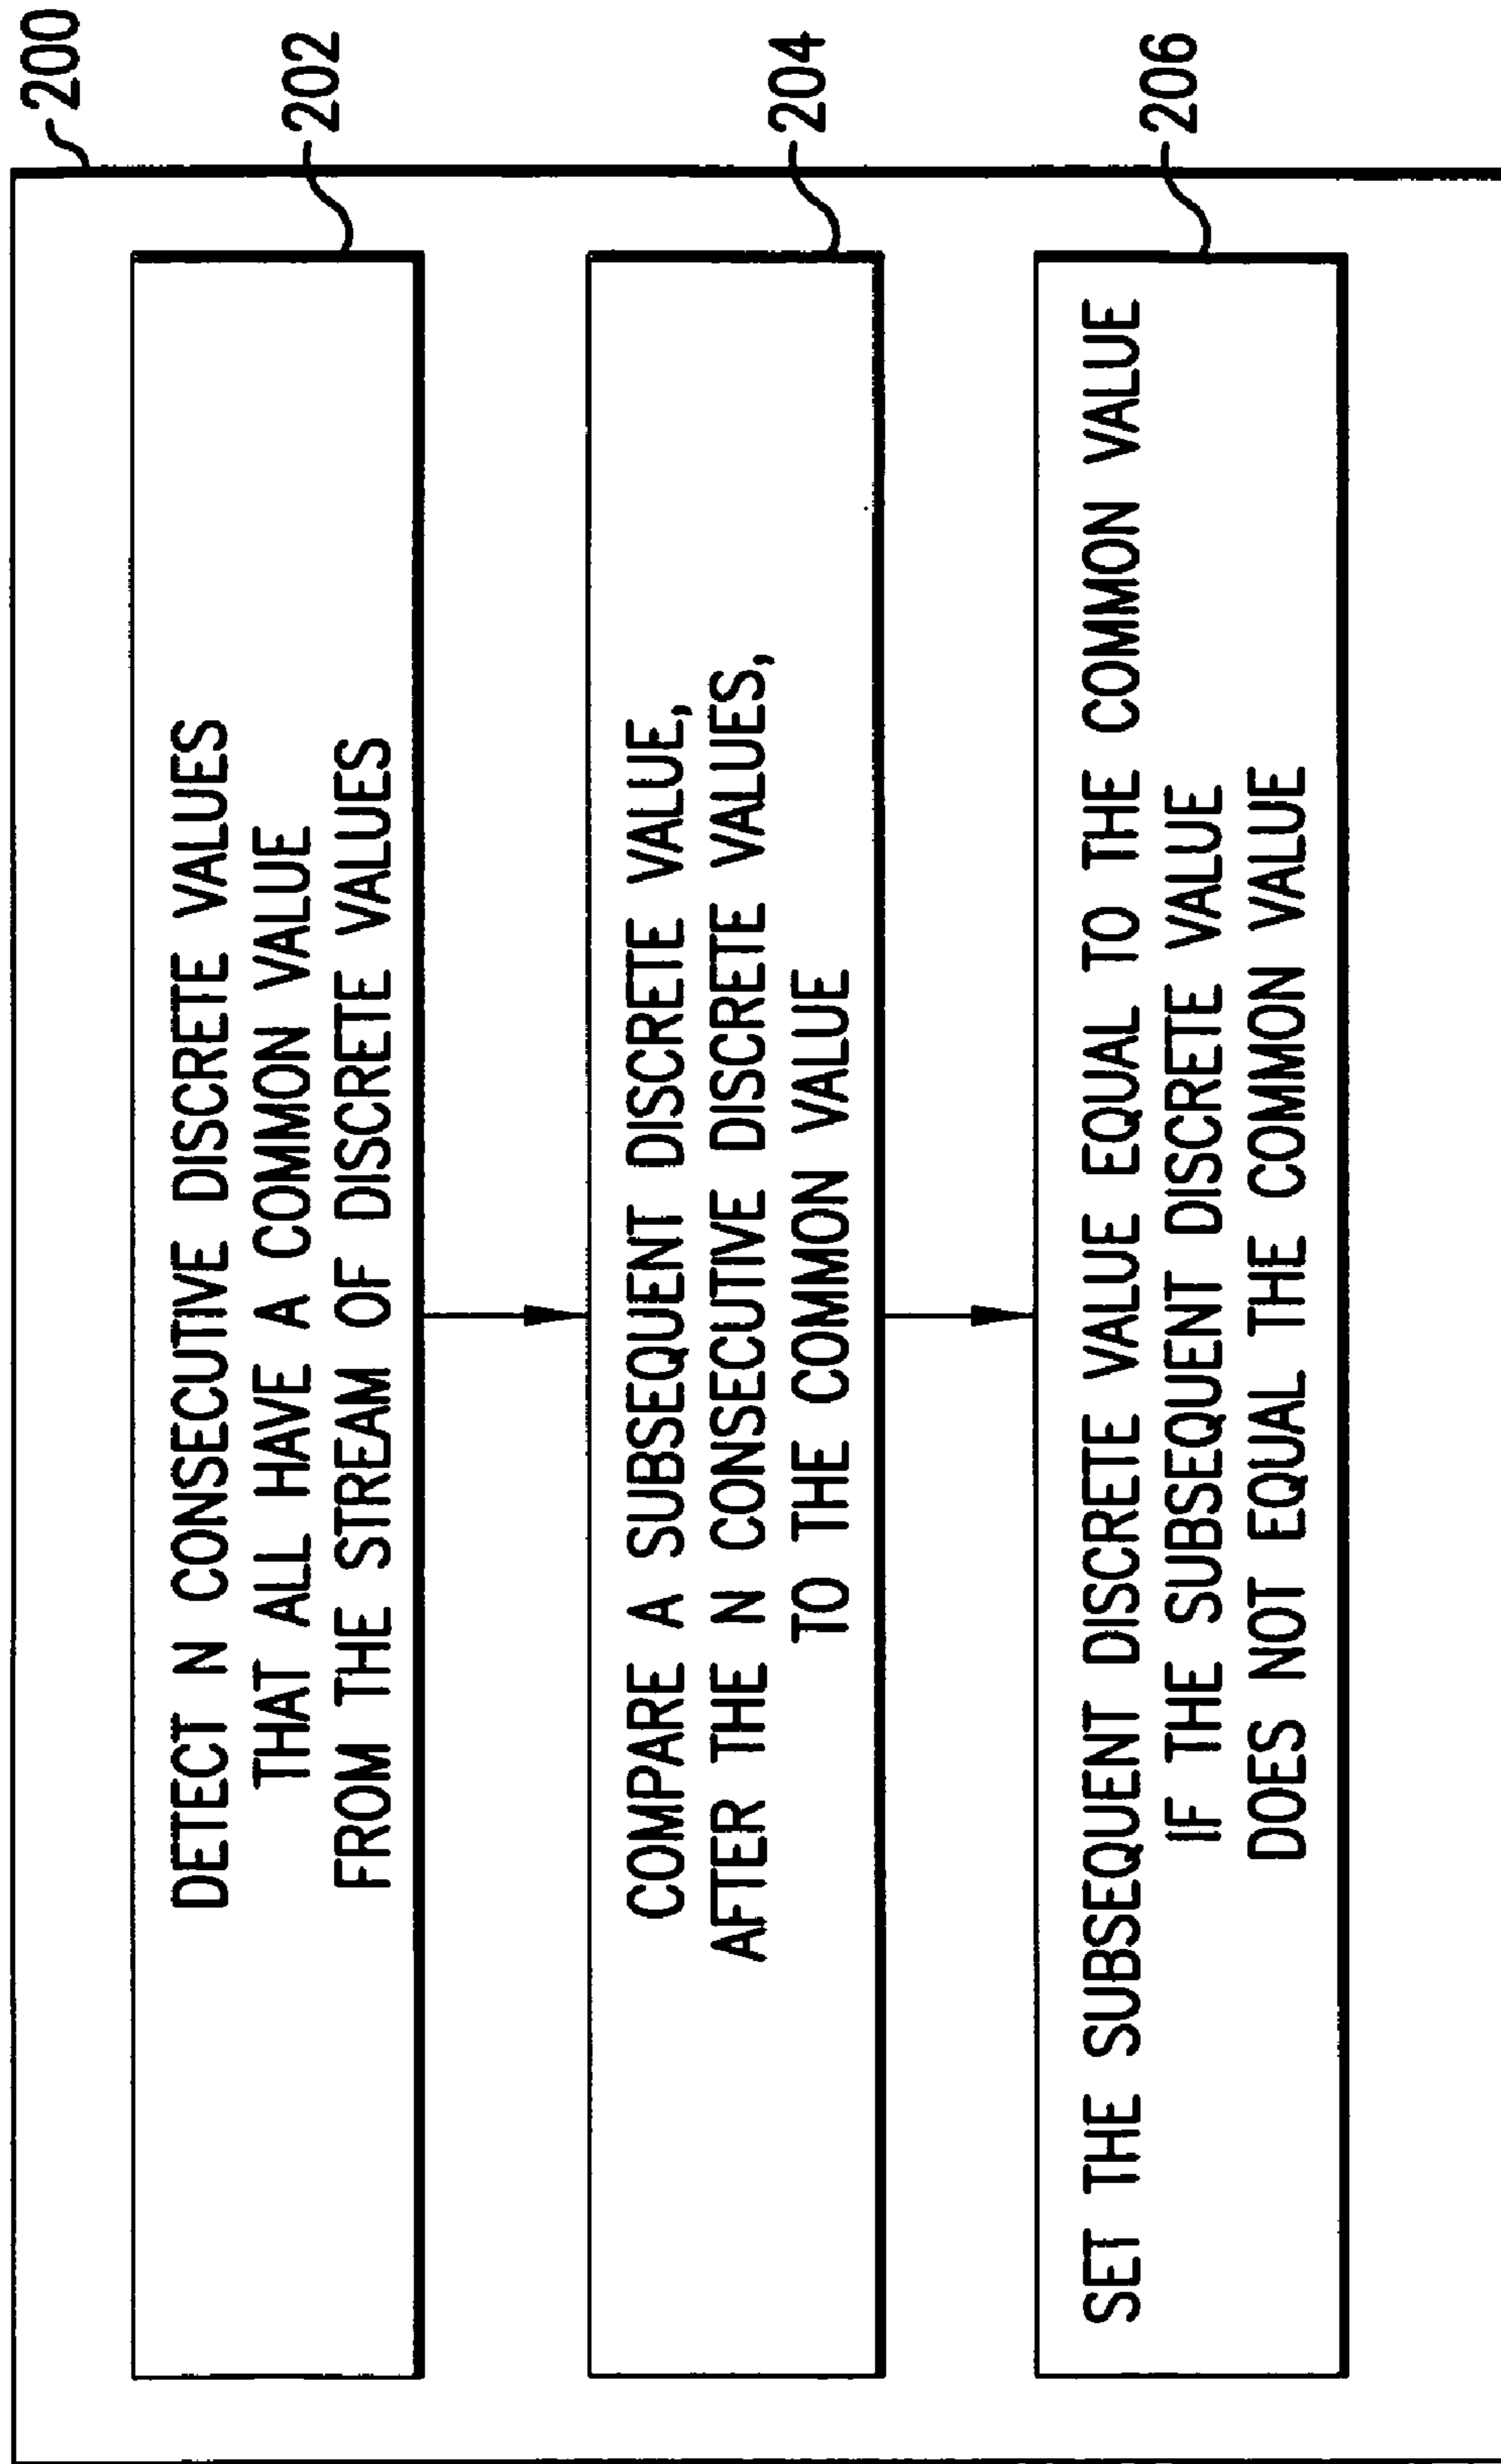 200
DETECT N CONSECUTIVE DISCRETE VALUES
THAT ALL HAVE A COMMON VALUE
FROM THE STREAM OF DISCRETE VALUES
202
COMPARE A SUBSEQUENT DISCRETE VALUE,
AFTER THE N CONSECUTIVE DISCRETE VALUES,
TO THE COMMON VALUE
204
SET THE SUBSEQUENT DISCRETE VALUE EQUAL TO THE COMMON VALUE
IF THE SUBSEQUENT DISCRETE VALUE
DOES NOT EQUAL THE COMMON VALUE
206